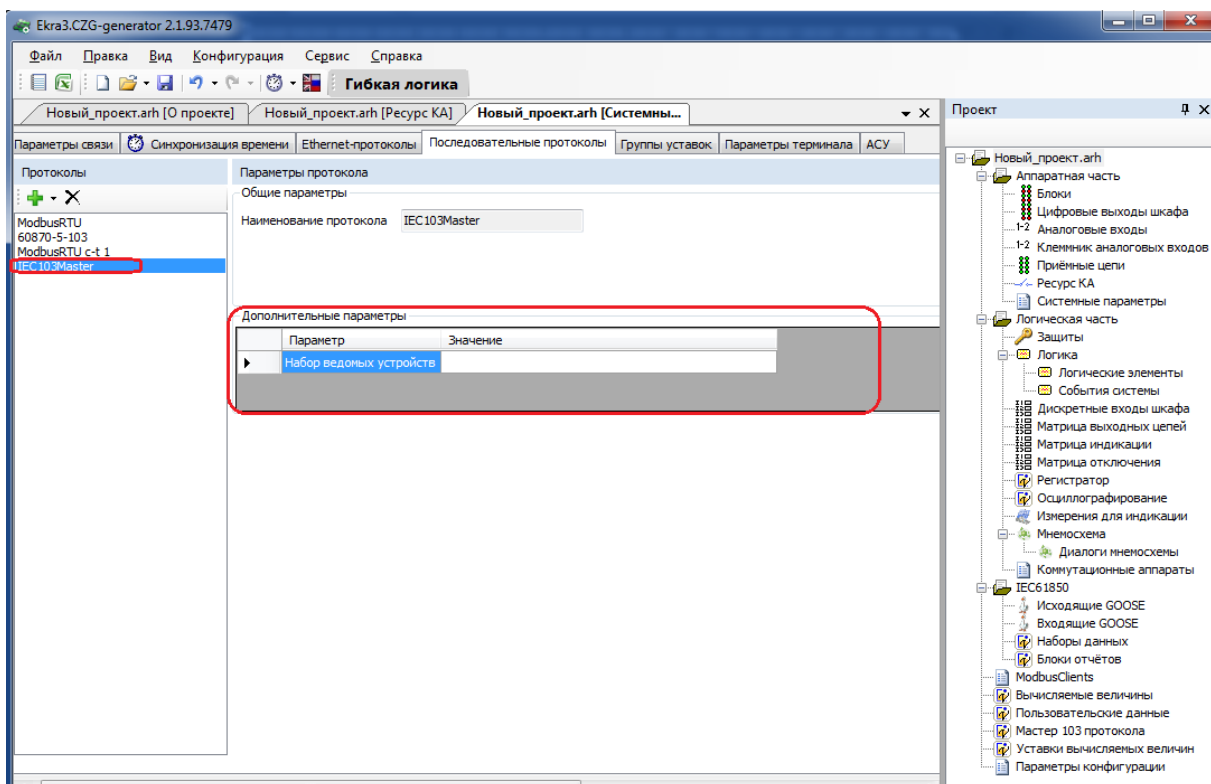 Ekra3.CZG-generator 2.1.93.7479
Файл Правка Вид Конфигурация Сервис Справка
Гибкая логика
Новый_проект.arh [О проекте] Новый_проект.arh [Ресурс КА] Новый_проект.arh [Системны...
Параметры связи Синхронизация времени Ethernet-протоколы Последовательные протоколы Группы уставок Параметры терминала АСУ
Протоколы
ModbusRTU
60870-5-103
ModbusRTU c-t 1
IEC103Master
Параметры протокола
Общие параметры
Наименование протокола IEC103Master
Дополнительные параметры
Параметр Значение
Набор ведомых устройств
Проект
Новый_проект.arh
Аппаратная часть
Блоки
Цифровые выходы шкафа
1-2 Аналоговые входы
1-2 Клеммник аналоговых входов
Приёмные цепи
Ресурс КА
Системные параметры
Логическая часть
Защиты
Логика
Логические элементы
События системы
Дискретные входы шкафа
Матрица выходных цепей
Матрица индикации
Матрица отключения
Регистратор
Осциллографирование
Измерения для индикации
Мнемосхема
Диалоги мнемосхемы
Коммутационные аппараты
IEC61850
Исходящие GOOSE
Входящие GOOSE
Наборы данных
Блоки отчётов
ModbusClients
Вычисляемые величины
Пользовательские данные
Мастер 103 протокола
Уставки вычисляемых величин
Параметры конфигурации